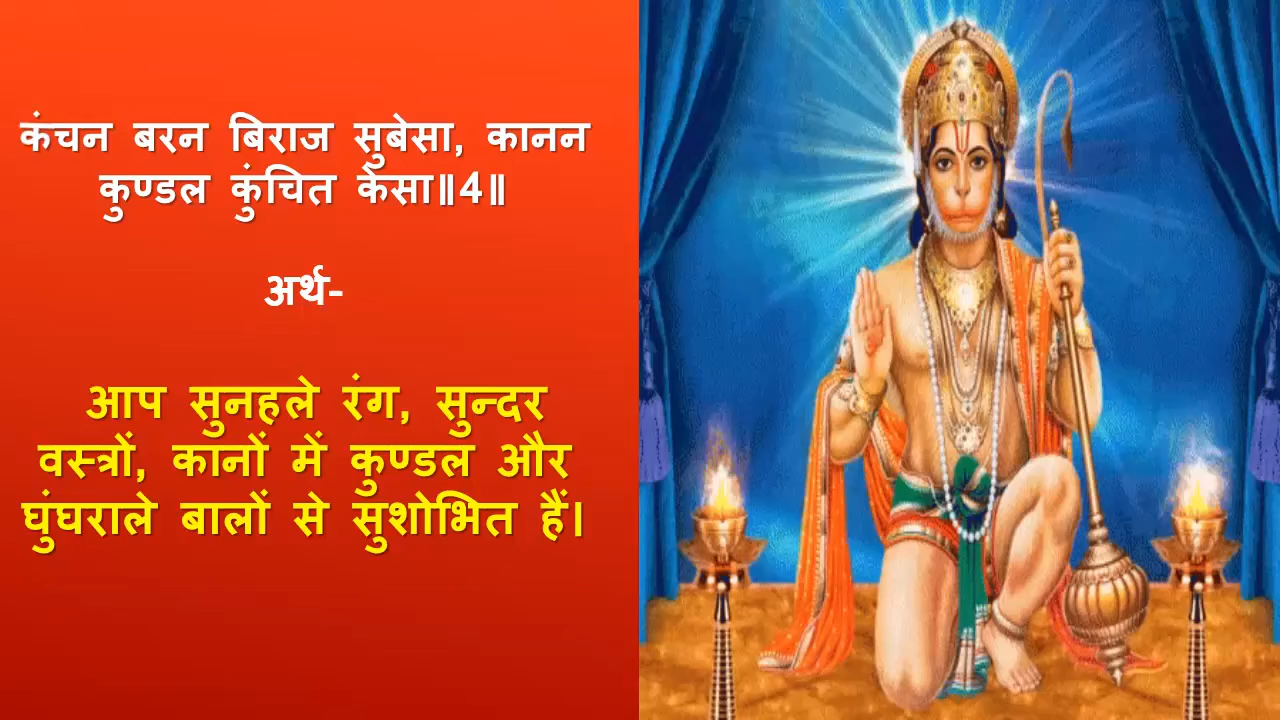 कंचन बरन बिराज सुबेसा, कानन
कुण्डल कुंचित केसा॥4॥
अर्थ-
आप सुनहले रंग, सुन्दर
वस्त्रों, कानों में कुण्डल और
घुंघराले बालों से सुशोभित हैं।